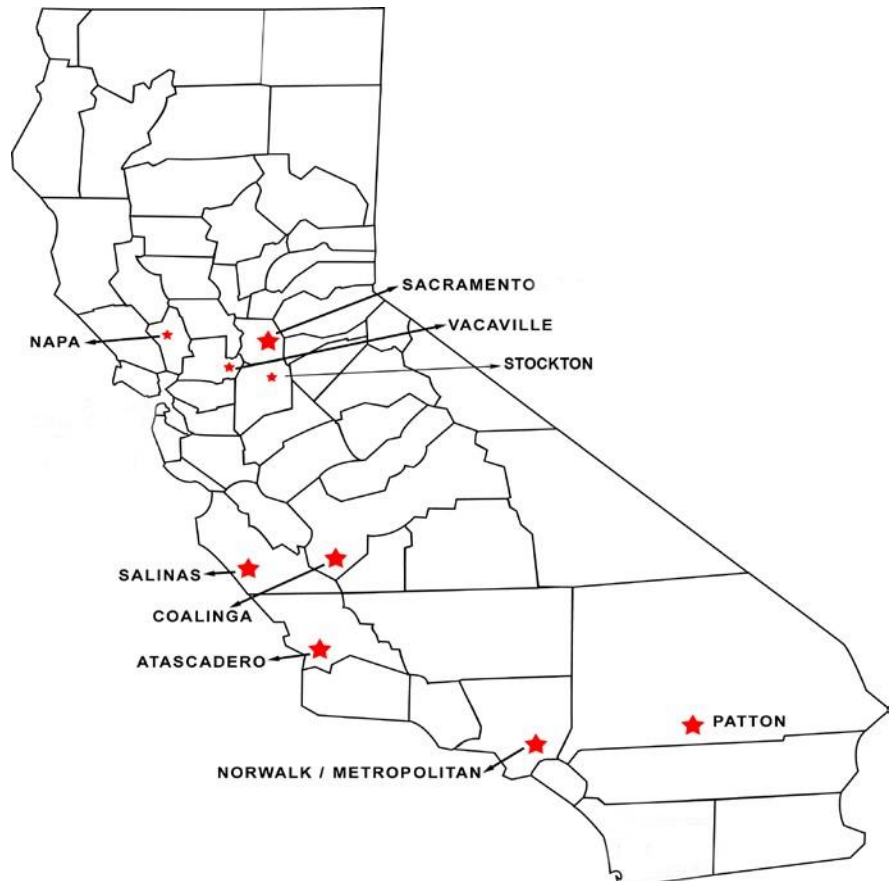 SACRAMENTO
VACAVILLE
NAPA
STOCKTON
SALINAS
COALINGA
ATASCADERO
PATTON
NORWALK / METROPOLITAN